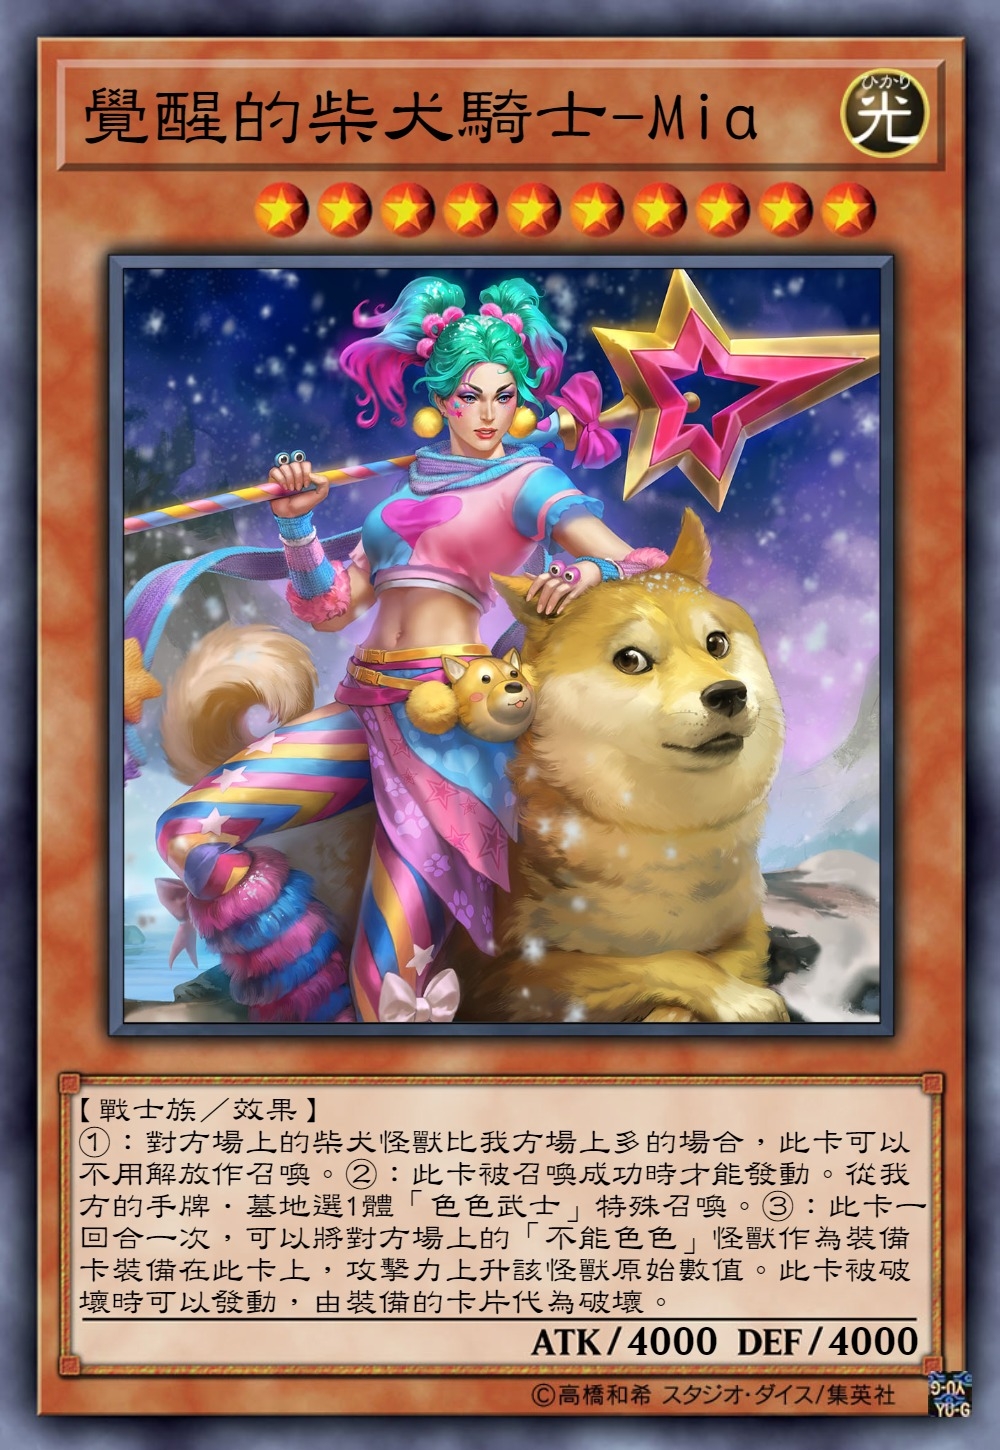 覺醒的柴犬騎士-Mia
ひかり
光
【戰士族／效果】
①：對方場上的柴犬怪獸比我方場上多的場合，此卡可以
不用解放作召喚。②：此卡被召喚成功時才能發動。從我
方的手牌．墓地選1體「色色武士」特殊召喚。③：此卡一
回合一次，可以將對方場上的「不能色色」怪獸作為裝備
卡裝備在此卡上，攻擊力上升該怪獸原始數值。此卡被破
壞時可以發動，由裝備的卡片代為破壞。
ATK/4000 DEF/4000
©高橋和希 スタジオ·ダイス/集英社
YU-G
YU-G